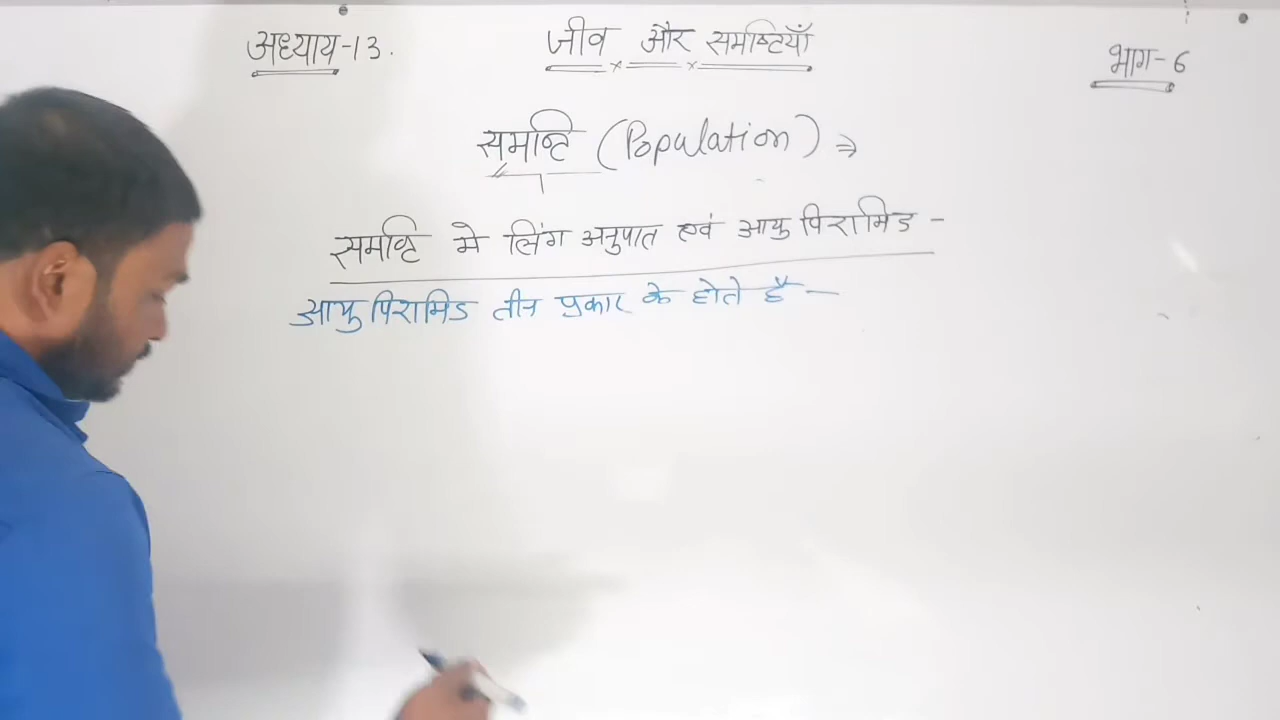 अध्याय-13.
जीव और समष्टियाँ
भाग-6
समष्टि (Population) ⇒
समष्टि मे लिंग अनुपात एवं आयु पिरामिड -
आयु पिरामिड तीन प्रकार के होते है -